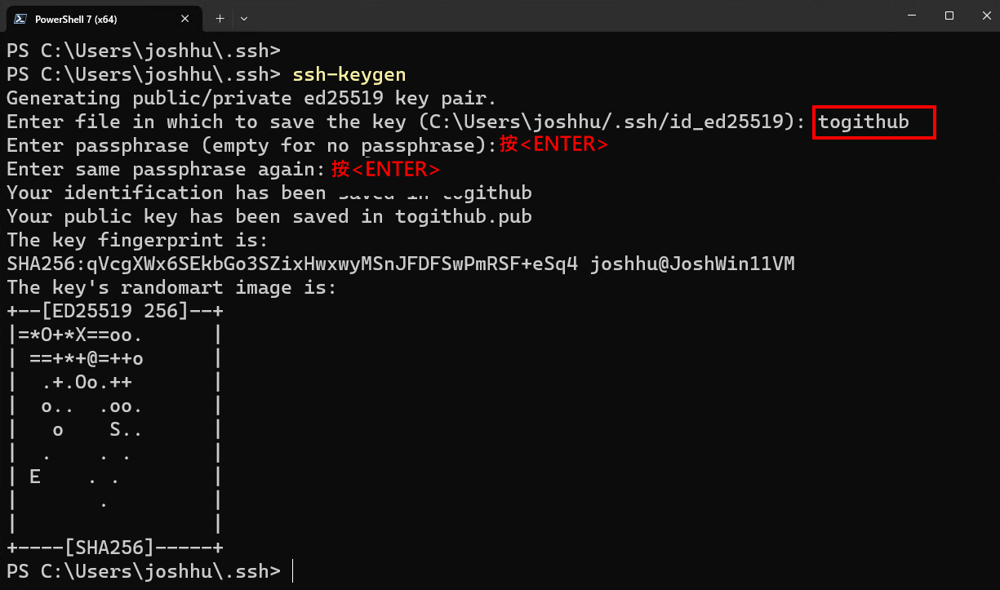 PowerShell 7 (x64)
PS C:\Users\joshhu\.ssh>
PS C:\Users\joshhu\.ssh> ssh-keygen
Generating public/private ed25519 key pair.
Enter file in which to save the key (C:\Users\joshhu/.ssh/id_ed25519): togithub
Enter passphrase (empty for no passphrase):按<ENTER>
Enter same passphrase again:按<ENTER>
Your identification has been saved in togithub
Your public key has been saved in togithub.pub
The key fingerprint is:
SHA256:qVcgXWx6SEkbGo3SZixHwxwyMSnJFDFSwPmRSF+eSq4 joshhu@JoshWin11VM
The key's randomart image is:
+--[ED25519 256]--+
|=*O+*X==oo.      |
| ==+*+@=++o      |
|  .+.Oo.++       |
|  o..  .oo.      |
|   o    S..      |
|  .    . .       |
| E    . .        |
|       .         |
|                 |
+----[SHA256]-----+
PS C:\Users\joshhu\.ssh>